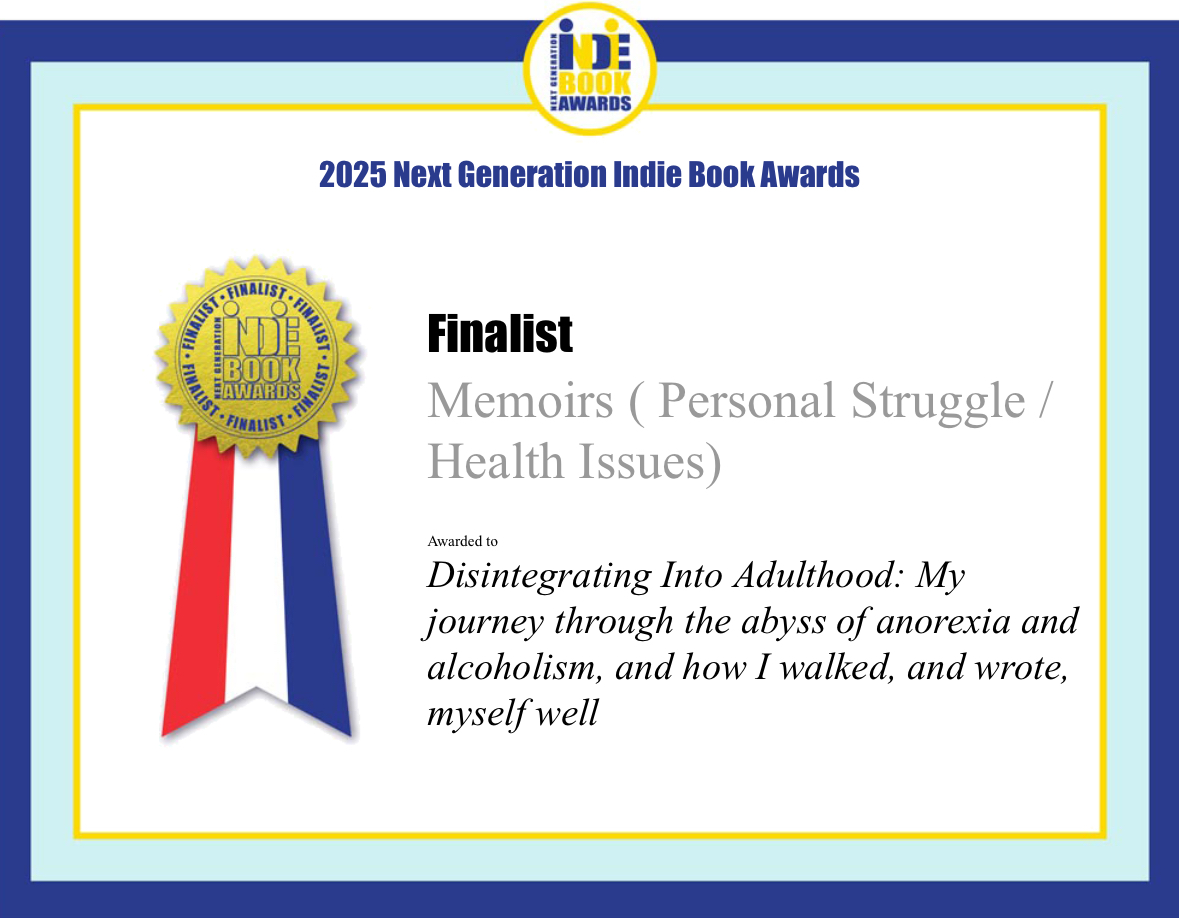 NEXT GENERATION
iNDiE
BOOK
AWARDS
2025 Next Generation Indie Book Awards
FINALIST • FINALIST • FINALIST • FINALIST • FINALIST • FINALIST • FINALIST •
NEXT GENERATION
iNDiE
BOOK
AWARDS
Finalist
Memoirs ( Personal Struggle /
Health Issues)
Awarded to
Disintegrating Into Adulthood: My
journey through the abyss of anorexia and
alcoholism, and how I walked, and wrote,
myself well